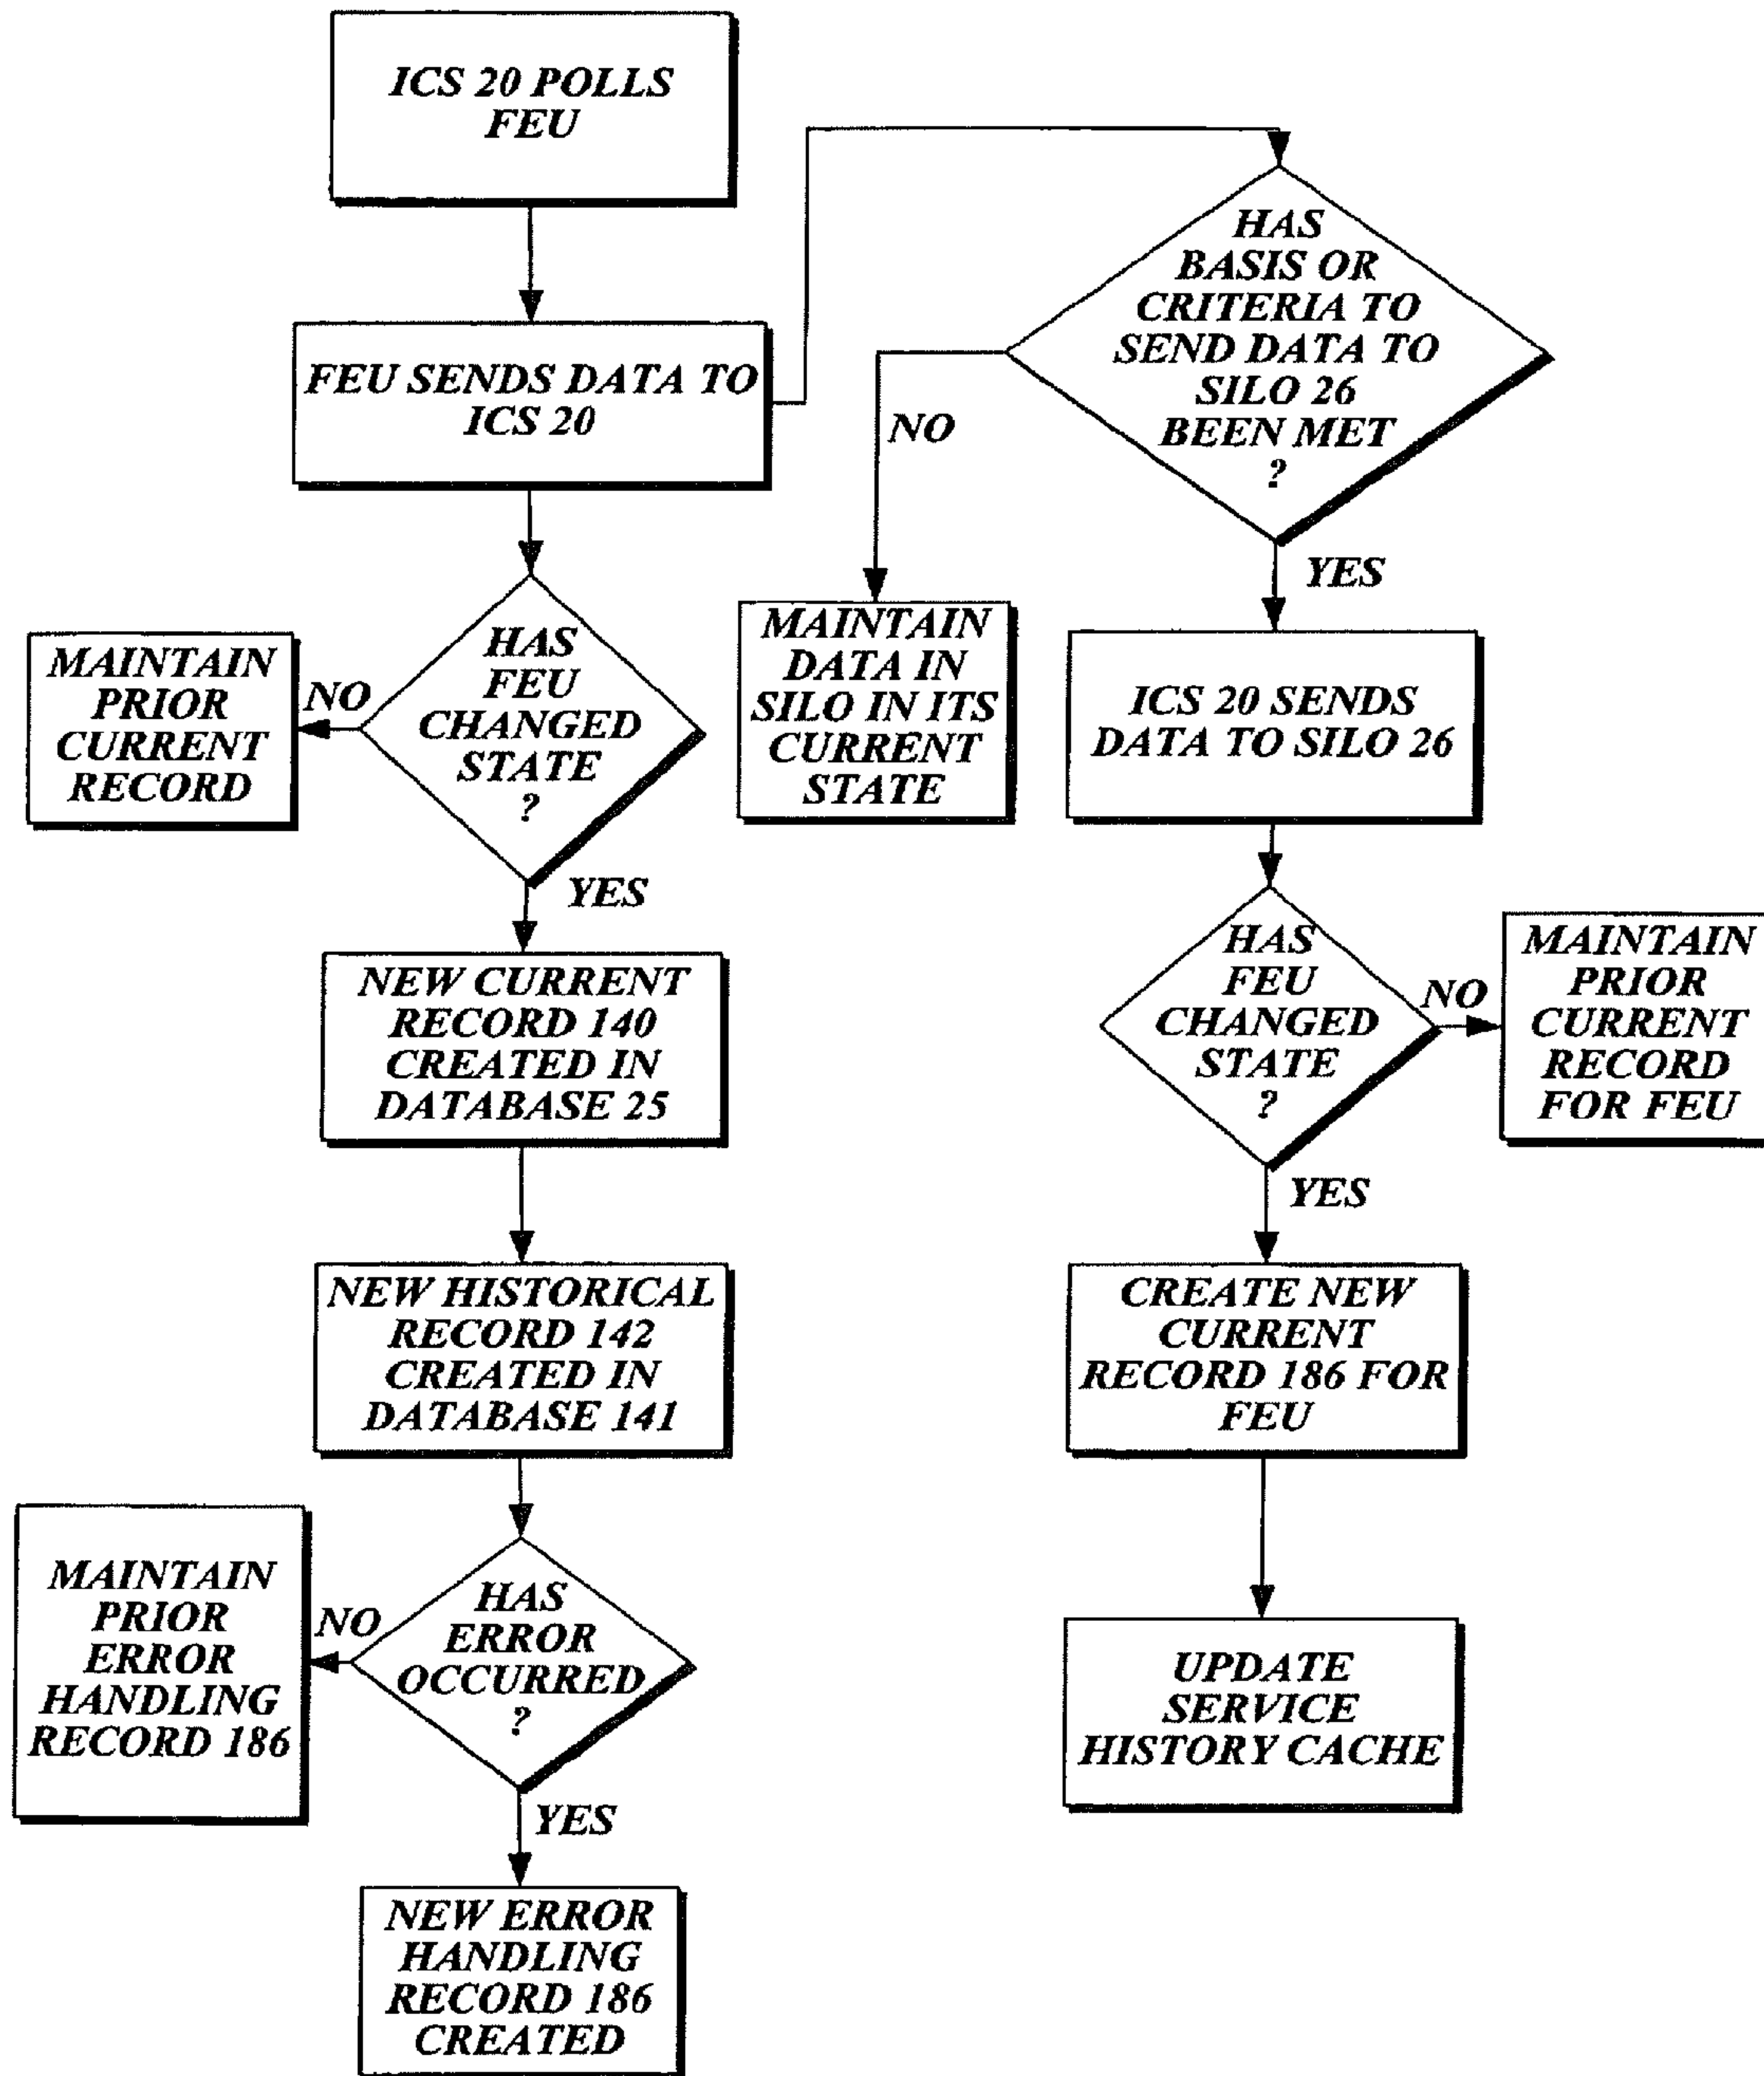 ICS 20 POLLS
FEU
FEU SENDS DATA TO
ICS 20
HAS
FEU
CHANGED
STATE
?
NO
MAINTAIN
PRIOR
CURRENT
RECORD
YES
NEW CURRENT
RECORD 140
CREATED IN
DATABASE 25
NEW HISTORICAL
RECORD 142
CREATED IN
DATABASE 141
HAS
ERROR
OCCURRED
?
NO
MAINTAIN
PRIOR
ERROR
HANDLING
RECORD 186
YES
NEW ERROR
HANDLING
RECORD 186
CREATED
HAS
BASIS OR
CRITERIA TO
SEND DATA TO
SILO 26
BEEN MET
?
NO
MAINTAIN
DATA IN
SILO IN ITS
CURRENT
STATE
YES
ICS 20 SENDS
DATA TO SILO 26
HAS
FEU
CHANGED
STATE
?
NO
MAINTAIN
PRIOR
CURRENT
RECORD
FOR FEU
YES
CREATE NEW
CURRENT
RECORD 186 FOR
FEU
UPDATE
SERVICE
HISTORY CACHE